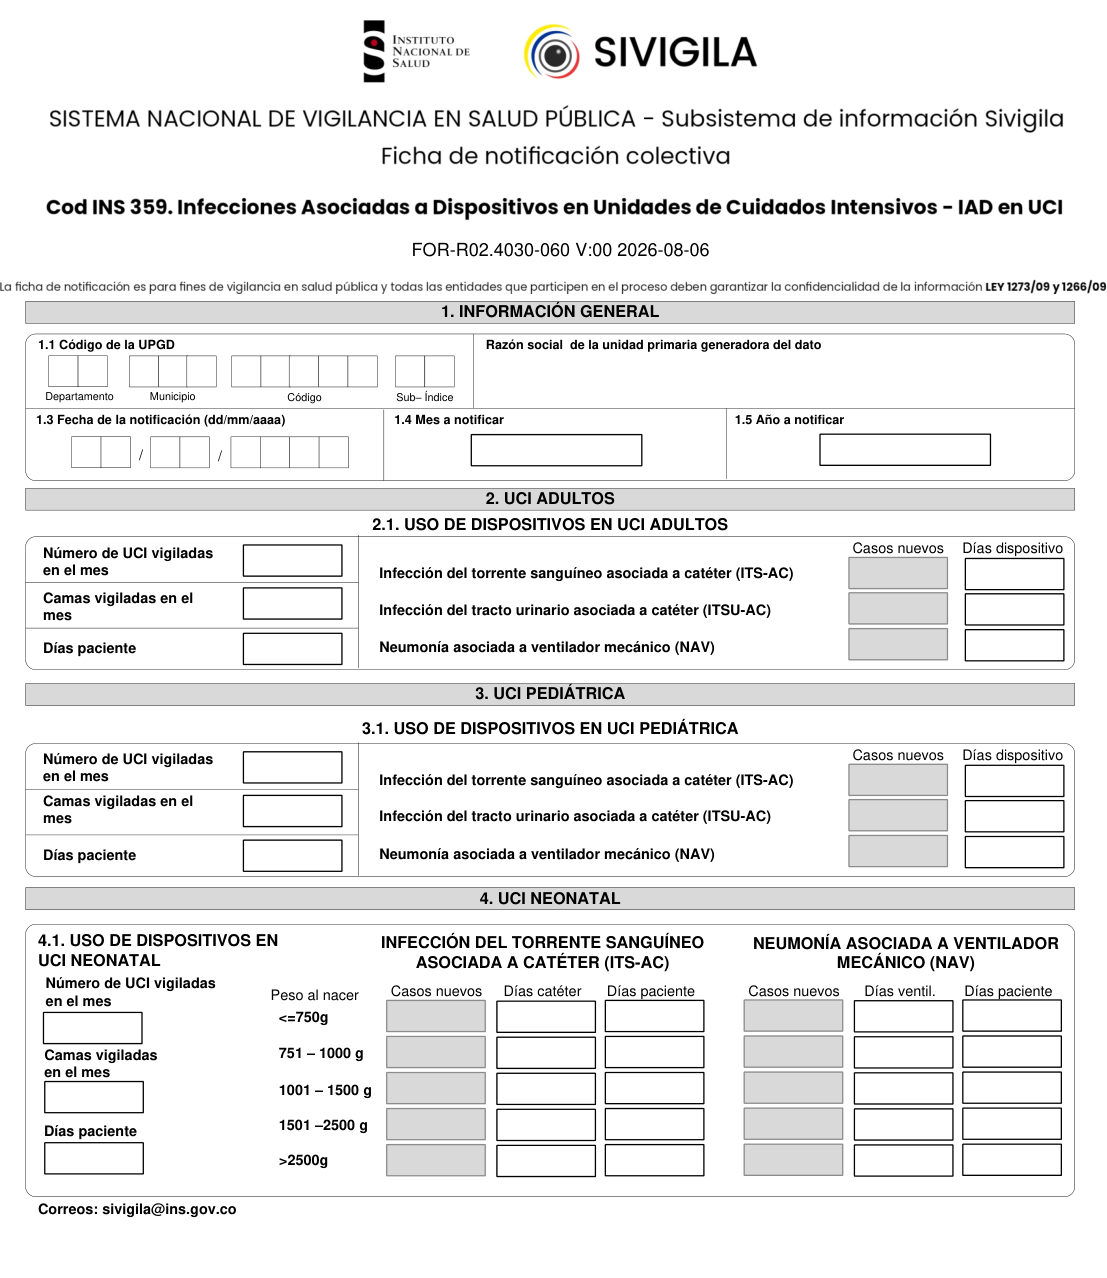 INSTITUTO
NACIONAL DE
SALUD
SIVIGILA
SISTEMA NACIONAL DE VIGILANCIA EN SALUD PÚBLICA - Subsistema de información Sivigila
Ficha de notificación colectiva
Cod INS 359. Infecciones Asociadas a Dispositivos en Unidades de Cuidados Intensivos - IAD en UCI
FOR-R02.4030-060 V:00 2026-08-06
La ficha de notificación es para fines de vigilancia en salud pública y todas las entidades que participen en el proceso deben garantizar la confidencialidad de la información LEY 1273/09 y 1266/09
1. INFORMACIÓN GENERAL
1.1 Código de la UPGD
Razón social  de la unidad primaria generadora del dato
Departamento Municipio Código Sub– Índice
1.3 Fecha de la notificación (dd/mm/aaaa)
1.4 Mes a notificar
1.5 Año a notificar
/ /
2. UCI ADULTOS
2.1. USO DE DISPOSITIVOS EN UCI ADULTOS
Número de UCI vigiladas
en el mes
Camas vigiladas en el
mes
Días paciente
Casos nuevos Días dispositivo
Infección del torrente sanguíneo asociada a catéter (ITS-AC)
Infección del tracto urinario asociada a catéter (ITSU-AC)
Neumonía asociada a ventilador mecánico (NAV)
3. UCI PEDIÁTRICA
3.1. USO DE DISPOSITIVOS EN UCI PEDIÁTRICA
Número de UCI vigiladas
en el mes
Camas vigiladas en el
mes
Días paciente
Casos nuevos Días dispositivo
Infección del torrente sanguíneo asociada a catéter (ITS-AC)
Infección del tracto urinario asociada a catéter (ITSU-AC)
Neumonía asociada a ventilador mecánico (NAV)
4. UCI NEONATAL
4.1. USO DE DISPOSITIVOS EN
UCI NEONATAL
Número de UCI vigiladas
en el mes
Camas vigiladas
en el mes
Días paciente
INFECCIÓN DEL TORRENTE SANGUÍNEO
ASOCIADA A CATÉTER (ITS-AC)
NEUMONÍA ASOCIADA A VENTILADOR
MECÁNICO (NAV)
Peso al nacer Casos nuevos Días catéter Días paciente Casos nuevos Días ventil. Días paciente
<=750g
751 – 1000 g
1001 – 1500 g
1501 –2500 g
>2500g
Correos: sivigila@ins.gov.co